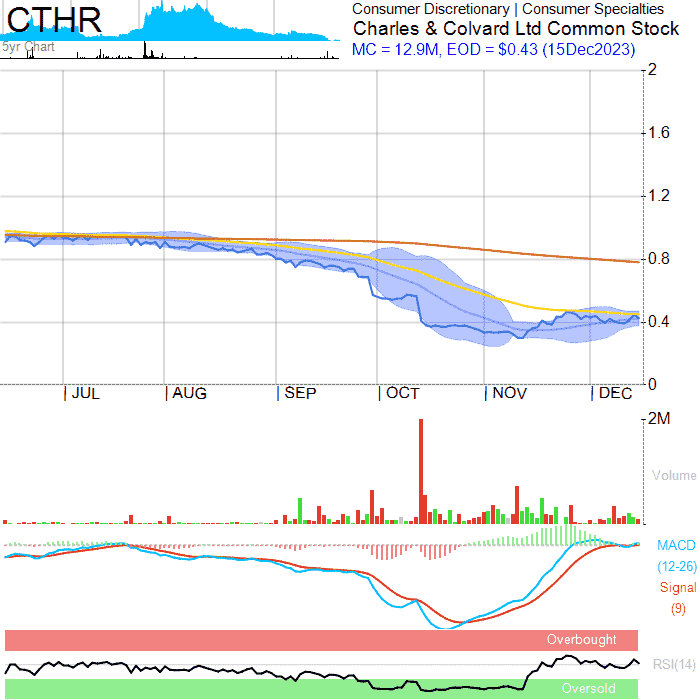 CTHR
5yr Chart
Consumer Discretionary | Consumer Specialties
Charles & Colvard Ltd Common Stock
MC = 12.9M, EOD = $0.43 (15Dec2023)
2
1.6
1.2
0.8
0.4
0
JUL AUG SEP OCT NOV DEC
2M
Volume
MACD
(12-26)
Signal
(9)
Overbought
RSI(14)
Oversold